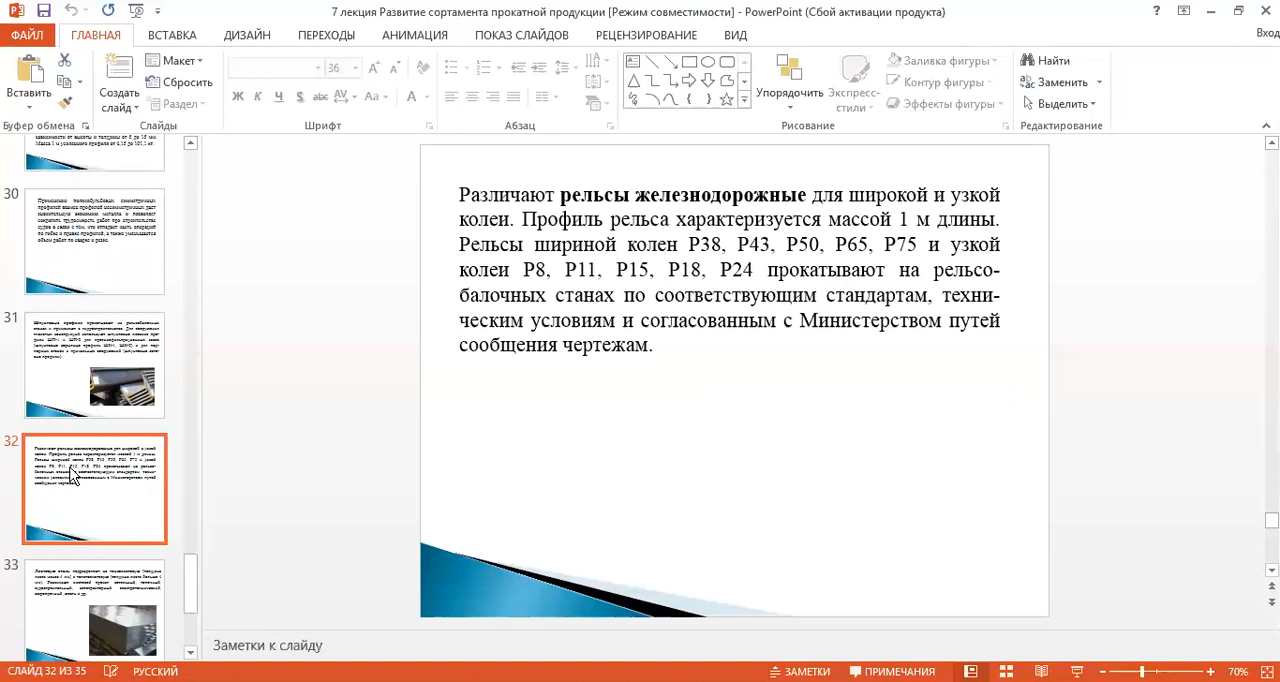 7 лекция Развитие сортамента прокатной продукции [Режим совместимости] - PowerPoint (Сбой активации продукта)
ФАЙЛ ГЛАВНАЯ ВСТАВКА ДИЗАЙН ПЕРЕХОДЫ АНИМАЦИЯ ПОКАЗ СЛАЙДОВ РЕЦЕНЗИРОВАНИЕ ВИД Вход
Вставить
Создать слайд
Макет
Сбросить
Раздел
36
Ж К Ч S abc AV Aa А
Упорядочить
Экспресс-стили
Заливка фигуры
Контур фигуры
Эффекты фигуры
Найти
Заменить
Выделить
Буфер обмена Слайды Шрифт Абзац Рисование Редактирование
30
31
32
33
Различают рельсы железнодорожные для широкой и узкой
колеи. Профиль рельса характеризуется массой 1 м длины.
Рельсы шириной колен Р38, Р43, Р50, Р65, Р75 и узкой
колеи Р8, Р11, Р15, Р18, Р24 прокатывают на рельсо-
балочных станах по соответствующим стандартам, техни-
ческим условиям и согласованным с Министерством путей
сообщения чертежам.
Заметки к слайду
СЛАЙД 32 ИЗ 35 РУССКИЙ ЗАМЕТКИ ПРИМЕЧАНИЯ 70%